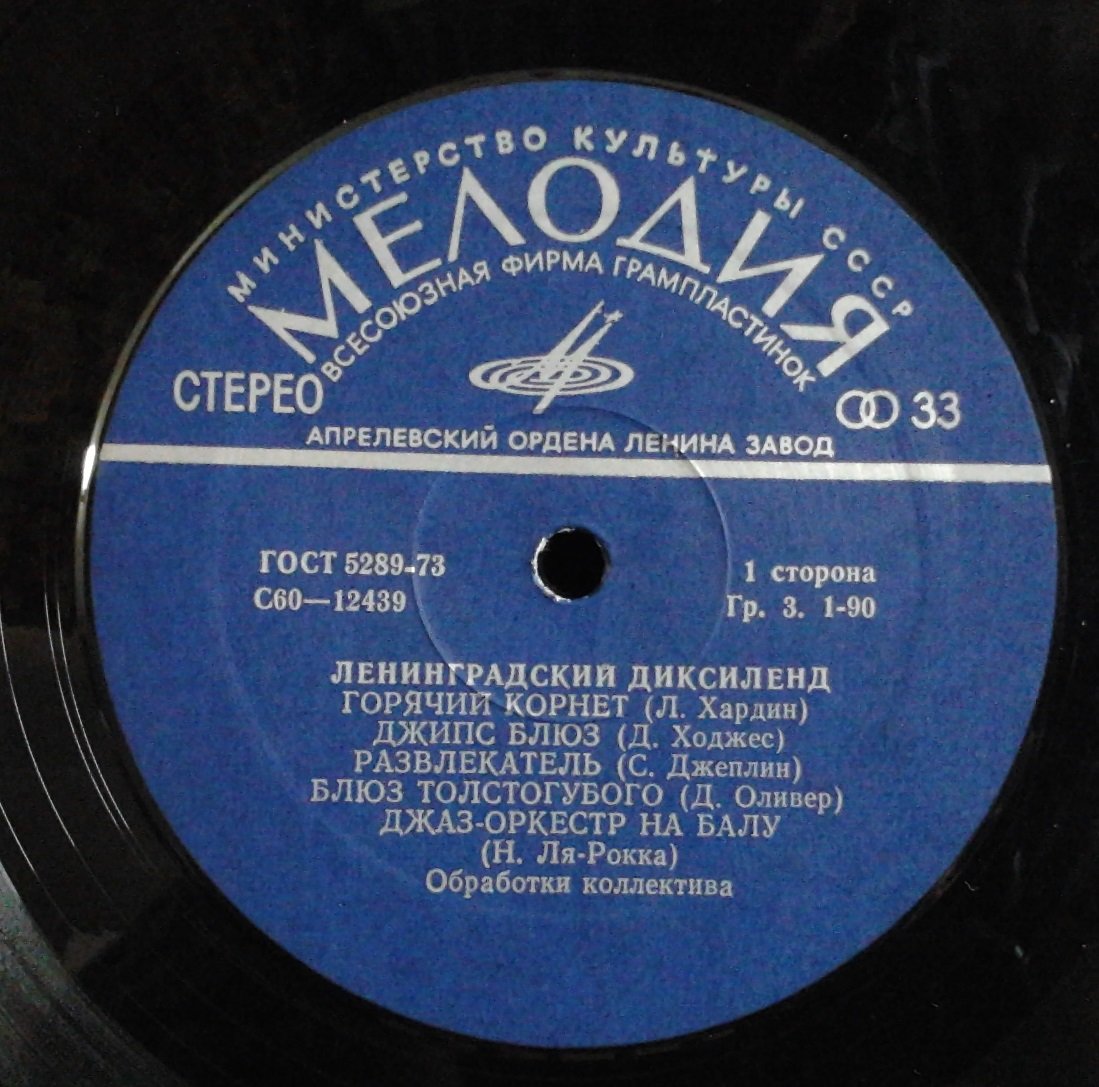 МИНИСТЕРСТВО КУЛЬТУРЫ СССР
МЕЛОДИЯ
ВСЕСОЮЗНАЯ ФИРМА ГРАМПЛАСТИНОК
СТЕРЕО
33
АПРЕЛЕВСКИЙ ОРДЕНА ЛЕНИНА ЗАВОД
ГОСТ 5289-73
С60—12439
1 сторона
Гр. 3. 1-90
ЛЕНИНГРАДСКИЙ ДИКСИЛЕНД
ГОРЯЧИЙ КОРНЕТ (Л. Хардин)
ДЖИПС БЛЮЗ (Д. Ходжес)
РАЗВЛЕКАТЕЛЬ (С. Джеплин)
БЛЮЗ ТОЛСТОГУБОГО (Д. Оливер)
ДЖАЗ-ОРКЕСТР НА БАЛУ
(Н. Ля-Рокка)
Обработки коллектива